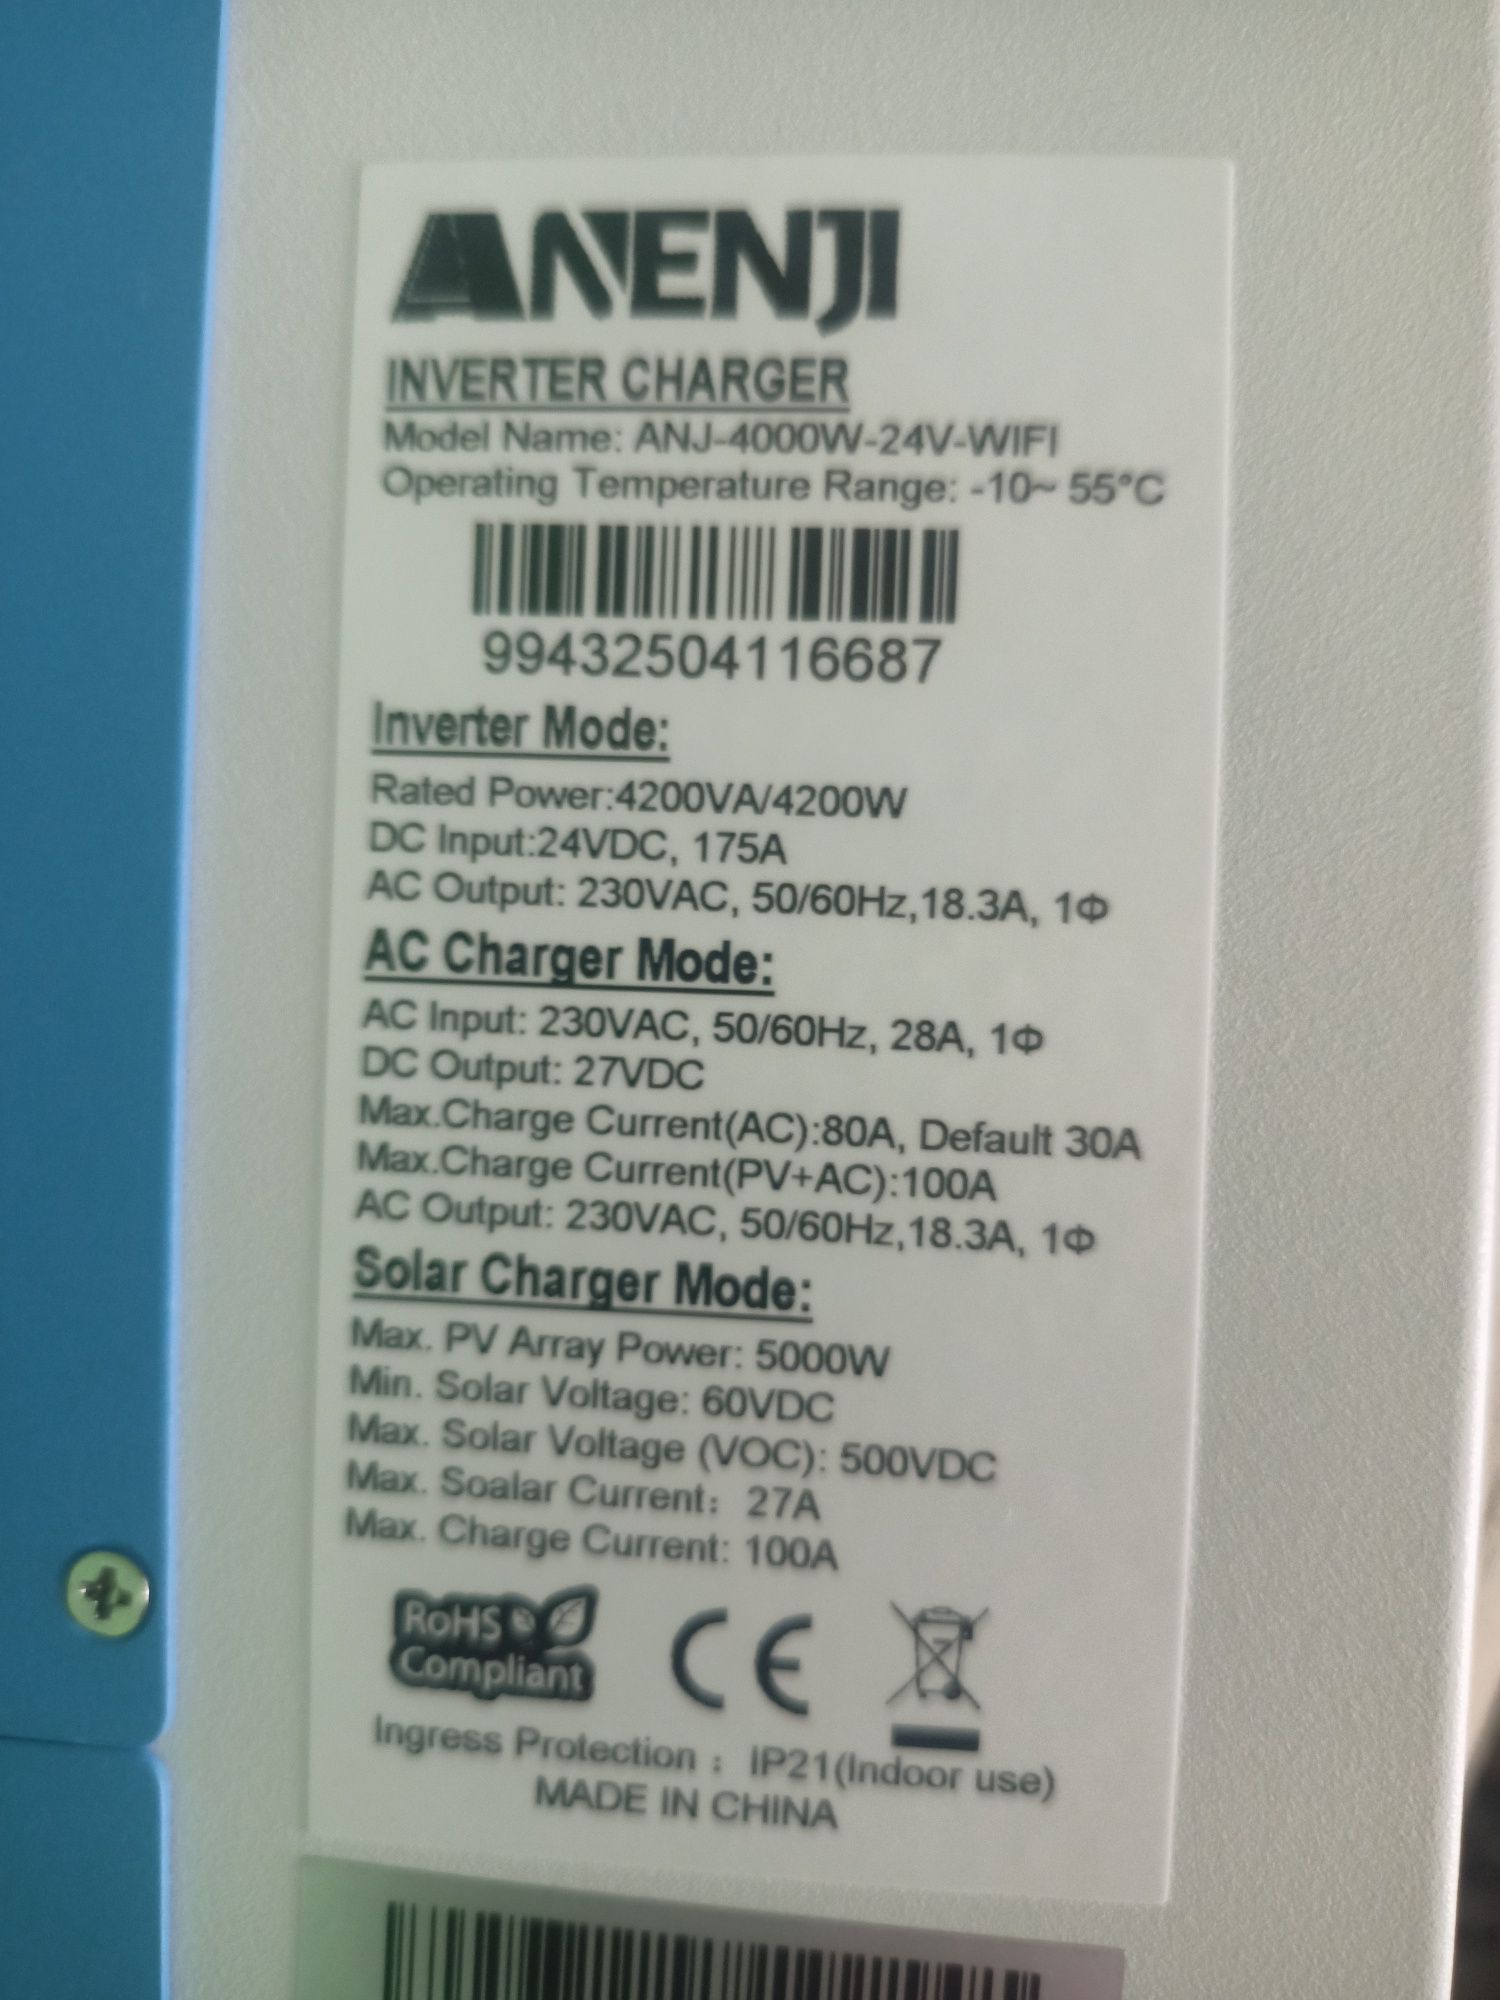 ANENJI
INVERTER CHARGER
Model Name: ANJ-4000W-24V-WIFI
Operating Temperature Range: -10~ 55°C
99432504116687
Inverter Mode:
Rated Power:4200VA/4200W
DC Input:24VDC, 175A
AC Output: 230VAC, 50/60Hz,18.3A, 1Φ
AC Charger Mode:
AC Input: 230VAC, 50/60Hz, 28A, 1Φ
DC Output: 27VDC
Max.Charge Current(AC):80A, Default 30A
Max.Charge Current(PV+AC):100A
AC Output: 230VAC, 50/60Hz,18.3A, 1Φ
Solar Charger Mode:
Max. PV Array Power: 5000W
Min. Solar Voltage: 60VDC
Max. Solar Voltage (VOC): 500VDC
Max. Soalar Current: 27A
Max. Charge Current: 100A
RoHS
Compliant
CE
Ingress Protection : IP21(Indoor use)
MADE IN CHINA